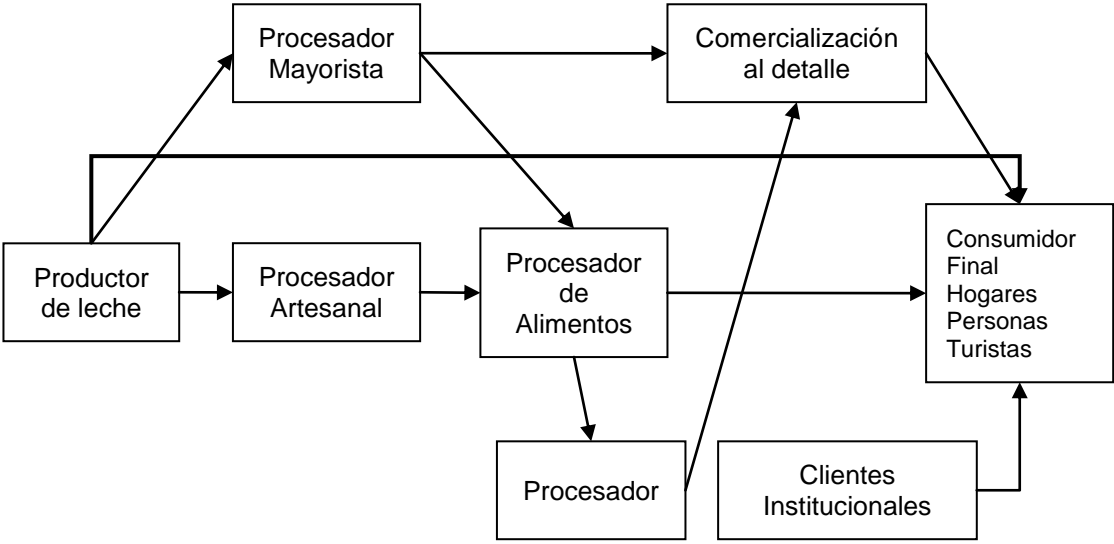 Procesador
Mayorista
Comercialización
al detalle
Productor
de leche
Procesador
Artesanal
Procesador
de
Alimentos
Consumidor
Final
Hogares
Personas
Turistas
Procesador
Clientes
Institucionales